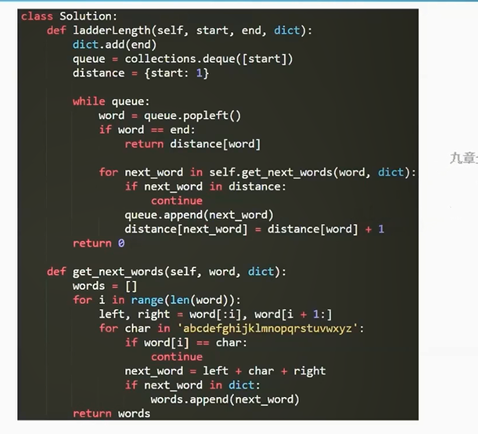 class Solution:
    def ladderLength(self, start, end, dict):
        dict.add(end)
        queue = collections.deque([start])
        distance = {start: 1}

        while queue:
            word = queue.popleft()
            if word == end:
                return distance[word]

            for next_word in self.get_next_words(word, dict):
                if next_word in distance:
                    continue
                queue.append(next_word)
                distance[next_word] = distance[word] + 1
        return 0

    def get_next_words(self, word, dict):
        words = []
        for i in range(len(word)):
            left, right = word[:i], word[i + 1:]
            for char in 'abcdefghijklmnopqrstuvwxyz':
                if word[i] == char:
                    continue
                next_word = left + char + right
                if next_word in dict:
                    words.append(next_word)
        return words
九章